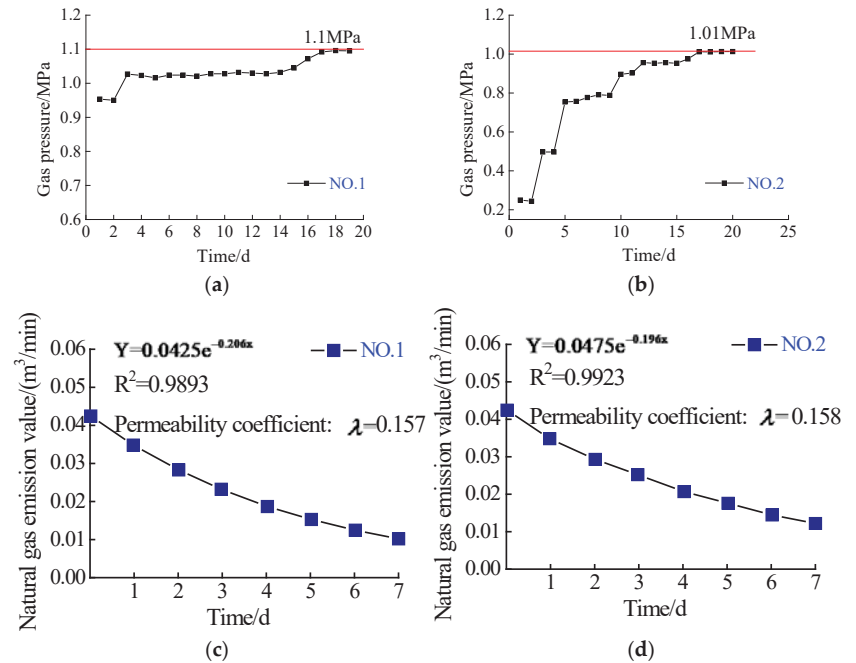 1.1MPa
1.2
1.1
1.0
0.9
0.8
0.7
0.6
Gas pressure/MPa
NO.1
0 2 4 6 8 10 12 14 16 18 20
Time/d
(a)
1.01MPa
1.2
1.0
0.8
0.6
0.4
0.2
Gas pressure/MPa
NO.2
0 5 10 15 20 25
Time/d
(b)
Y=0.0425e^−0.206x
NO.1
R²=0.9893
Permeability coefficient: λ=0.157
0.06
0.05
0.04
0.03
0.02
0.01
0.00
Natural gas emission value/(m³/min)
1 2 3 4 5 6 7
Time/d
(c)
Y=0.0475e^−0.196x
NO.2
R²=0.9923
Permeability coefficient: λ=0.158
0.06
0.05
0.04
0.03
0.02
0.01
0.00
Natural gas emission value/(m³/min)
1 2 3 4 5 6 7
Time/d
(d)